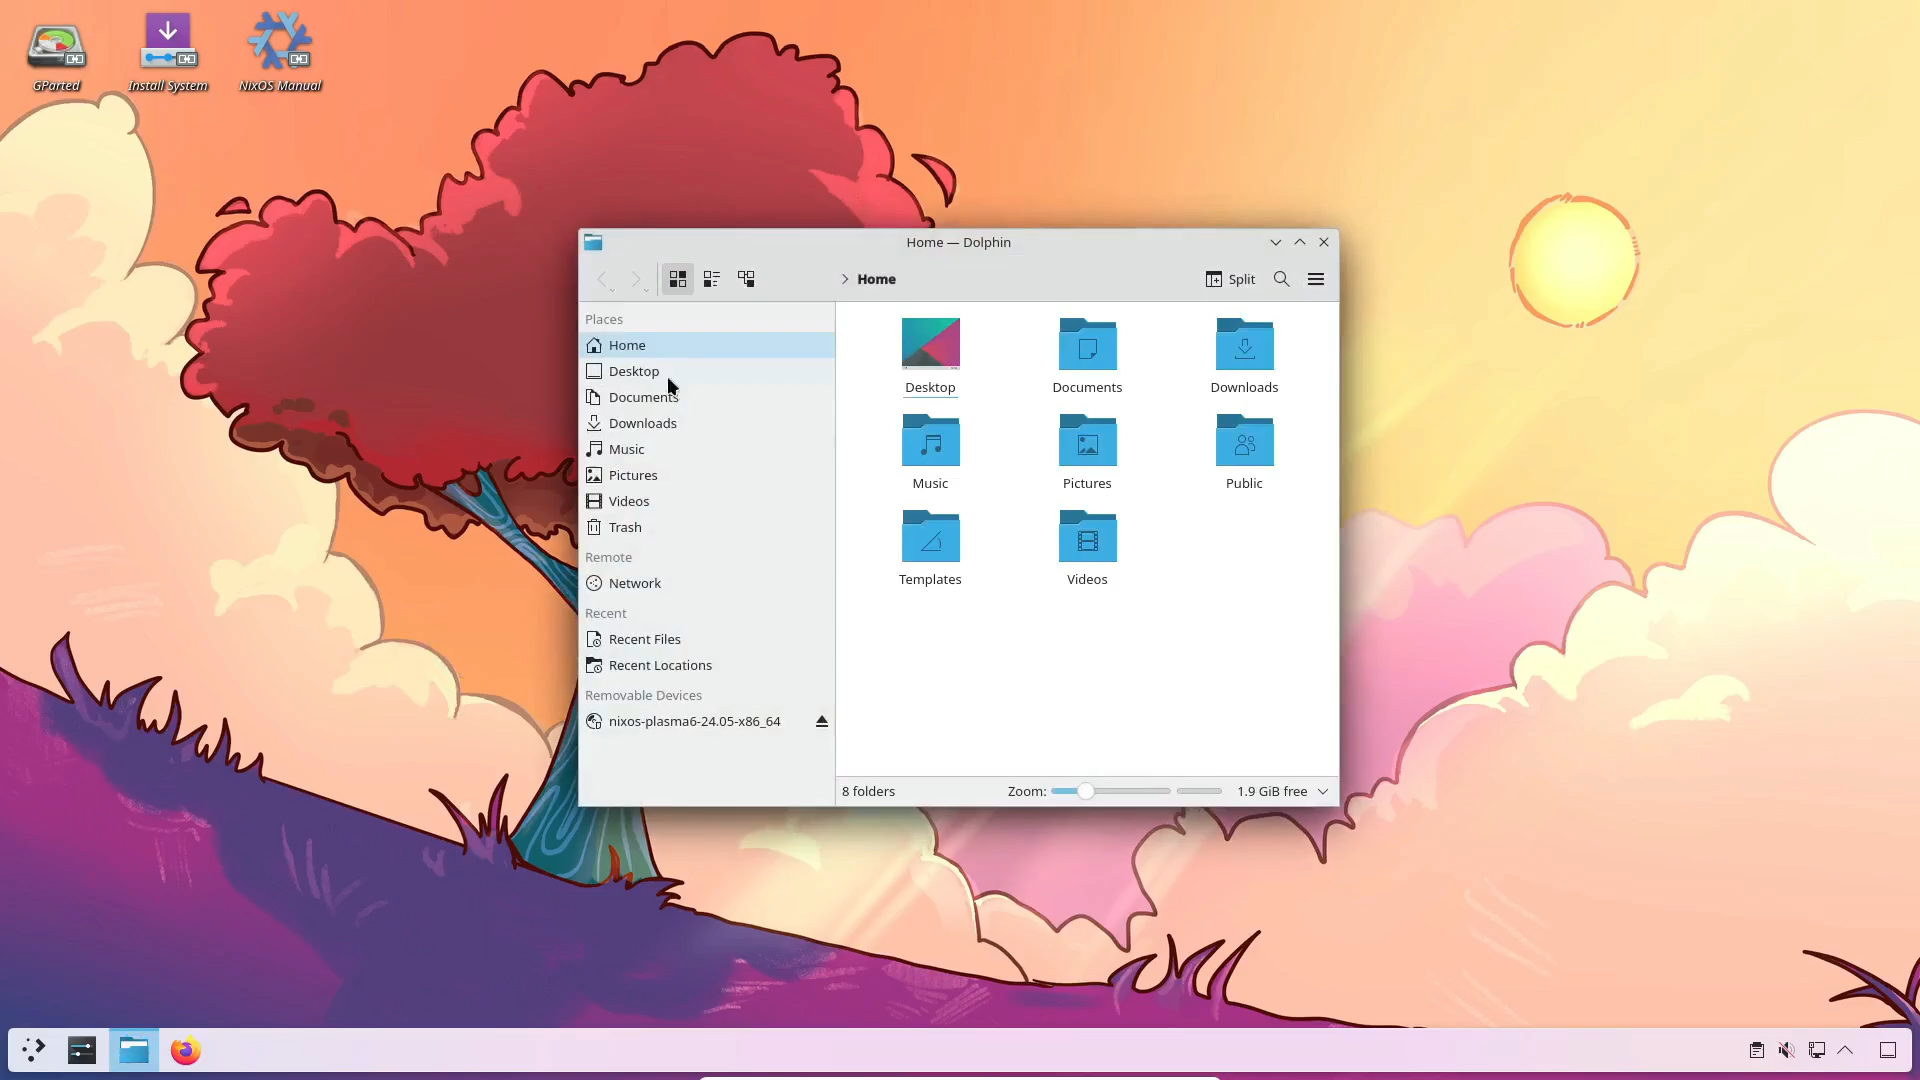 GParted
Install System
NixOS Manual
Home — Dolphin
Home
Split
Places
Home
Desktop
Documents
Downloads
Music
Pictures
Videos
Trash
Remote
Network
Recent
Recent Files
Recent Locations
Removable Devices
nixos-plasma6-24.05-x86_64
Desktop
Documents
Downloads
Music
Pictures
Public
Templates
Videos
8 folders
Zoom:
1.9 GiB free